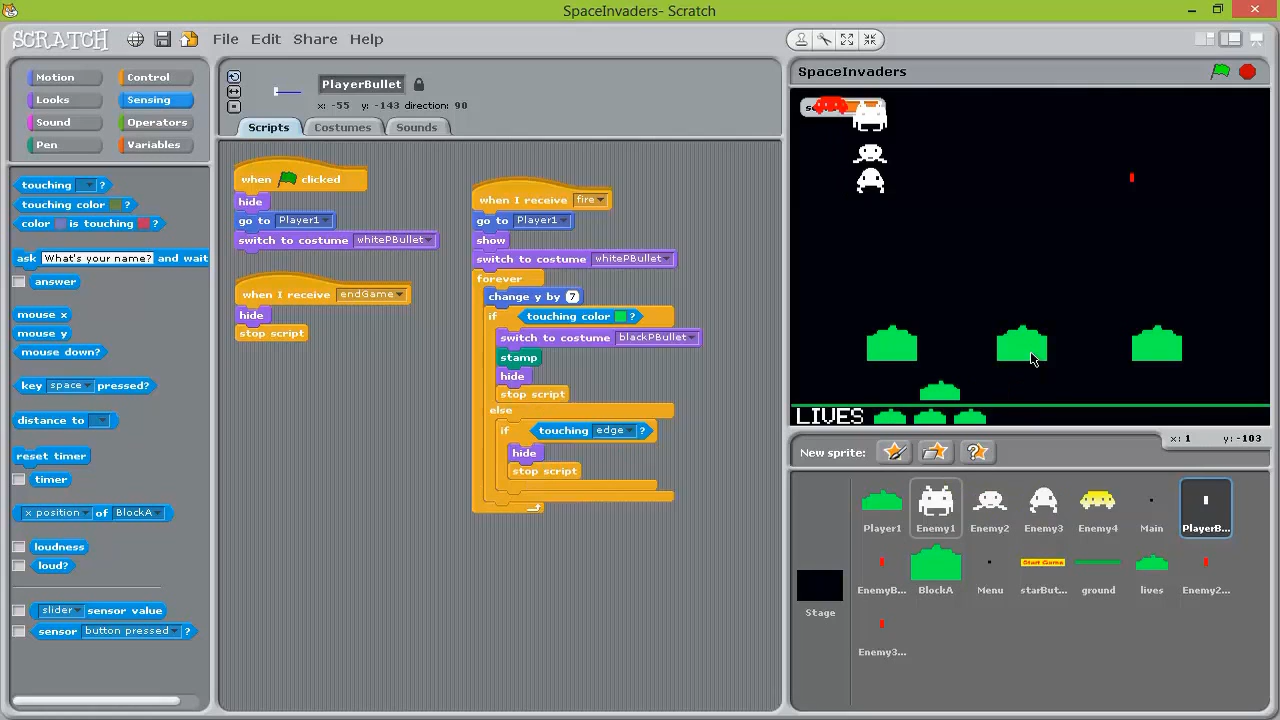 SpaceInvaders- Scratch
SCRATCH File Edit Share Help
Motion Control
Looks Sensing
Sound Operators
Pen Variables
touching ?
touching color ?
color is touching ?
ask What's your name? and wait
answer
mouse x
mouse y
mouse down?
key space pressed?
distance to
reset timer
timer
x position of BlockA
loudness
loud?
slider sensor value
sensor button pressed ?
PlayerBullet
x: -55 y: -143 direction: 90
Scripts Costumes Sounds
when clicked
hide
go to Player1
switch to costume whitePBullet
when I receive endGame
hide
stop script
when I receive fire
go to Player1
show
switch to costume whitePBullet
forever
change y by 7
if touching color ?
switch to costume blackPBullet
stamp
hide
stop script
else
if touching edge ?
hide
stop script
SpaceInvaders
LIVES
x: 1 y: -103
New sprite:
Player1 Enemy1 Enemy2 Enemy3 Enemy4 Main PlayerB...
EnemyB... BlockA Menu Start Game starBut... ground lives Enemy2...
Stage
Enemy3...